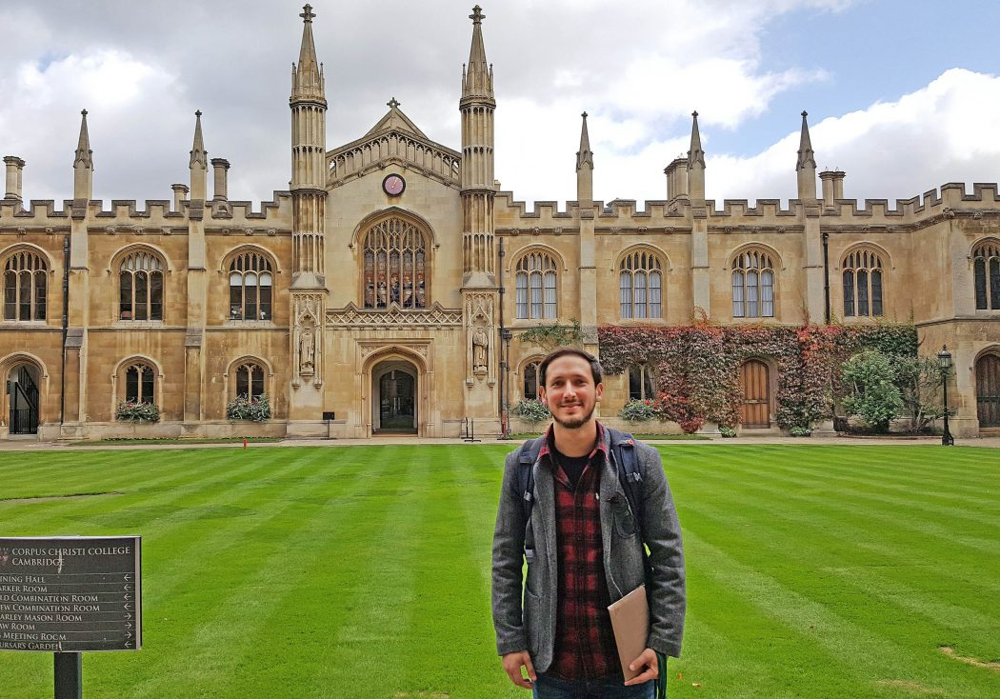 CORPUS CHRISTI COLLEGE
CAMBRIDGE
INING HALL
ARKER ROOM
LD COMBINATION ROOM
EW COMBINATION ROOM
ARLEY MASON ROOM
AW ROOM
MEETING ROOM
URSAR'S GARDEN